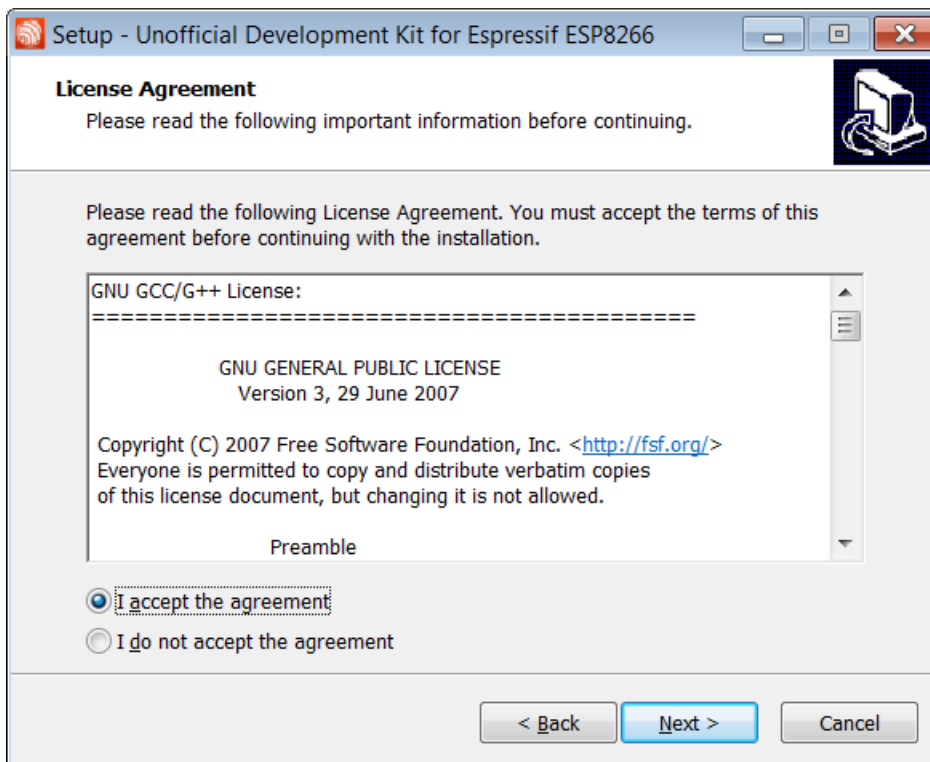 Setup - Unofficial Development Kit for Espressif ESP8266
License Agreement
Please read the following important information before continuing.
Please read the following License Agreement. You must accept the terms of this
agreement before continuing with the installation.
GNU GCC/G++ License:
==========================================
GNU GENERAL PUBLIC LICENSE
Version 3, 29 June 2007
Copyright (C) 2007 Free Software Foundation, Inc. <http://fsf.org/>
Everyone is permitted to copy and distribute verbatim copies
of this license document, but changing it is not allowed.
Preamble
I accept the agreement
I do not accept the agreement
< Back Next > Cancel